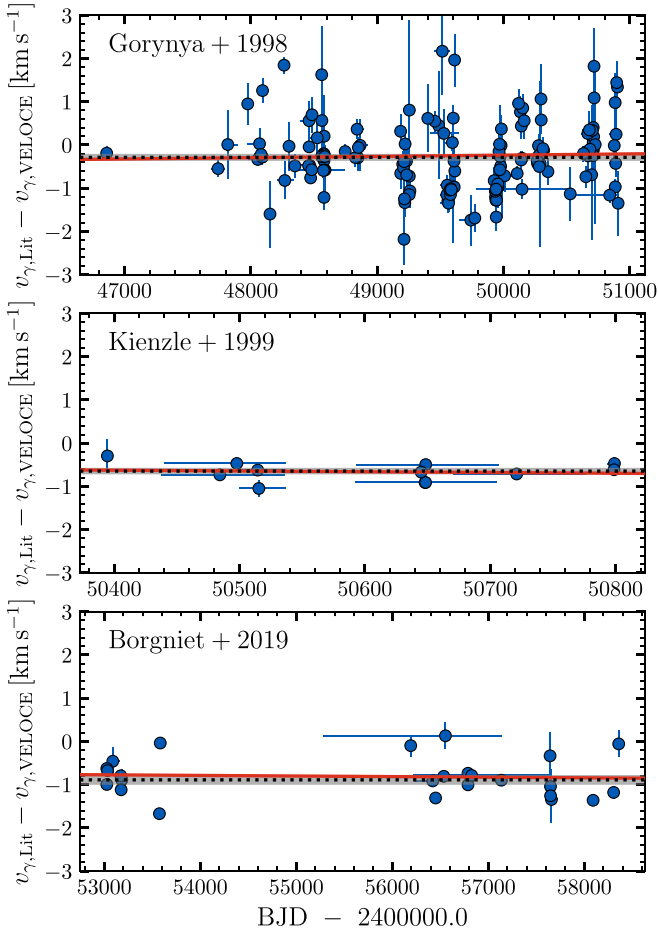 Gorynya + 1998
v_γ,Lit − v_γ,VELOCE [km s⁻¹]
3
2
1
0
−1
−2
−3
47000 48000 49000 50000 51000
Kienzle + 1999
v_γ,Lit − v_γ,VELOCE [km s⁻¹]
3
2
1
0
−1
−2
−3
50400 50500 50600 50700 50800
Borgniet + 2019
v_γ,Lit − v_γ,VELOCE [km s⁻¹]
3
2
1
0
−1
−2
−3
53000 54000 55000 56000 57000 58000
BJD − 2400000.0